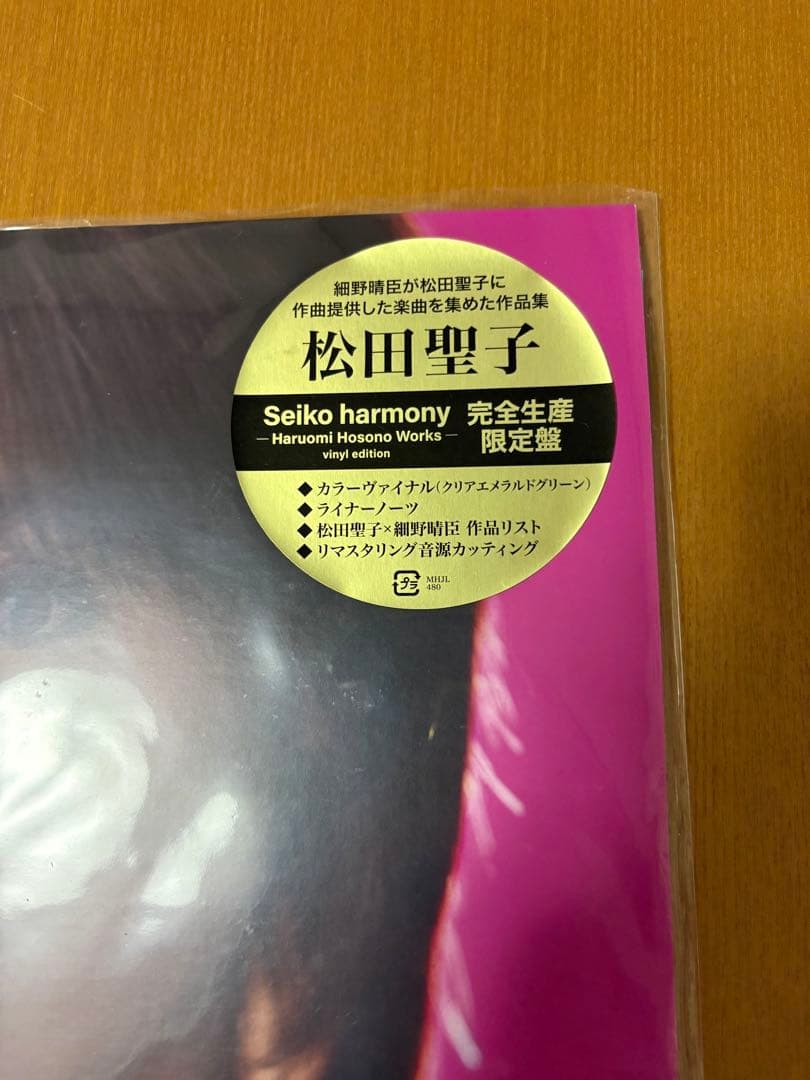 細野晴臣が松田聖子に
作曲提供した楽曲を集めた作品集
松田聖子
Seiko harmony
—Haruomi Hosono Works—
vinyl edition
完全生産
限定盤
◆ カラーヴァイナル(クリアエメラルドグリーン)
◆ ライナーノーツ
◆ 松田聖子×細野晴臣 作品リスト
◆ リマスタリング音源カッティング
プラ
MHJL
480